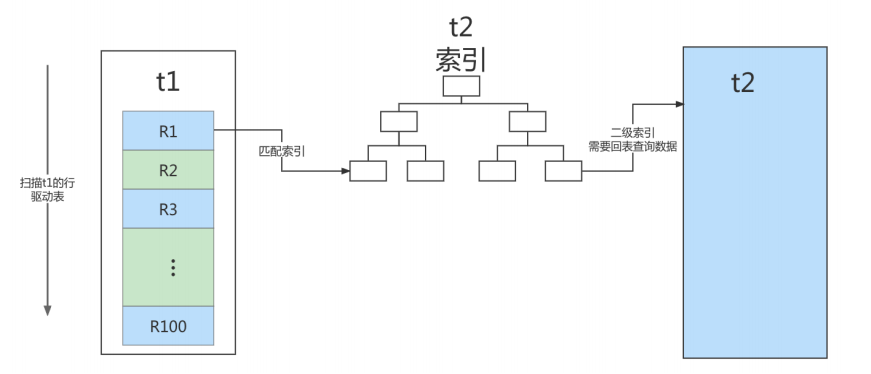 t2
索引
t1
t2
R1
R2
R3
⋮
R100
扫描t1的行
驱动表
匹配索引
二级索引
需要回表查询数据